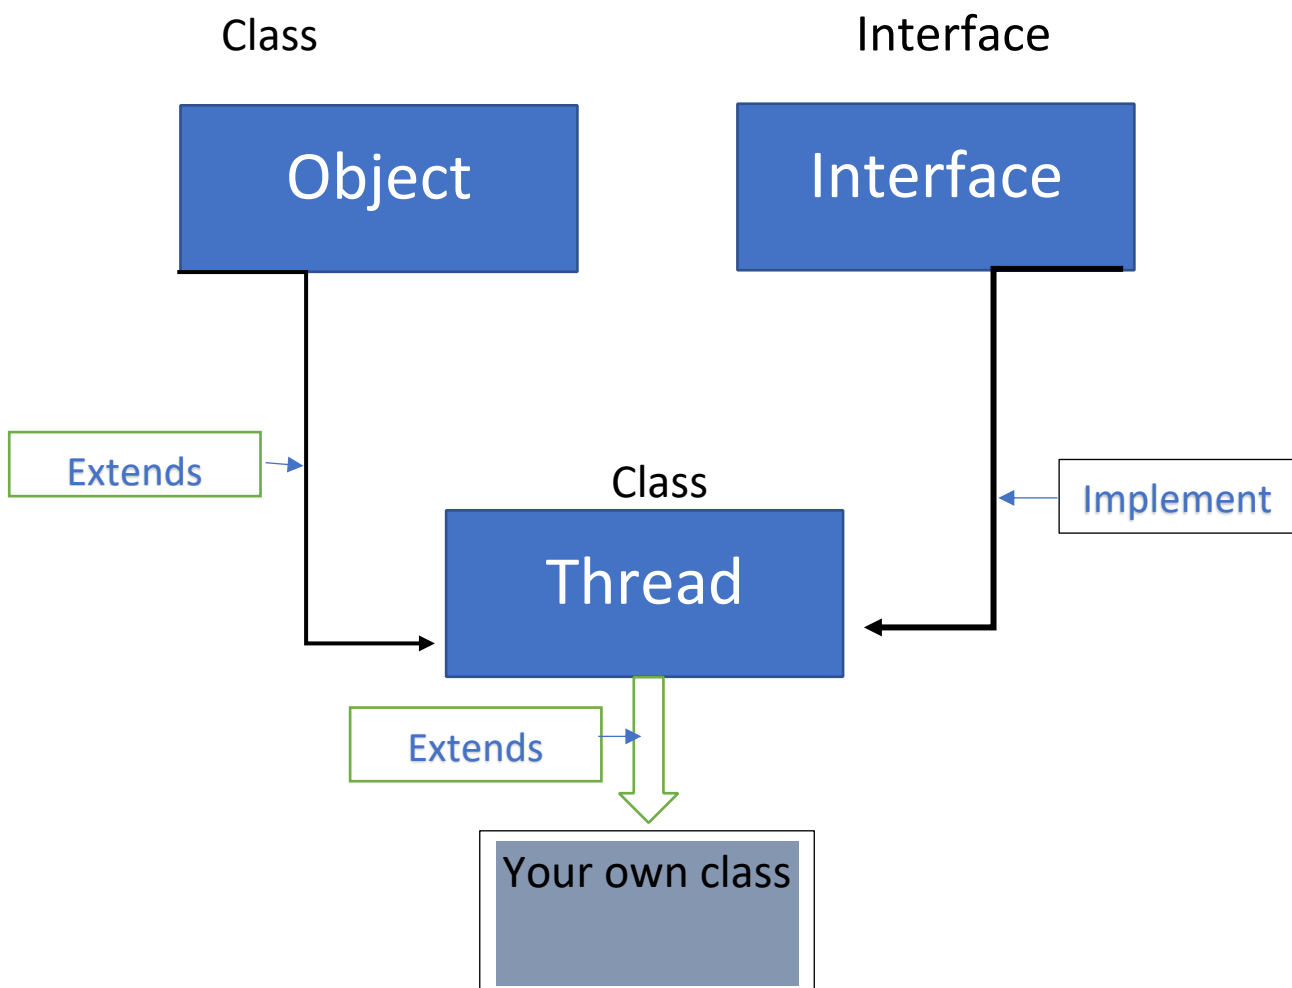 Class
Interface
Object
Interface
Extends
Class
Implement
Thread
Extends
Your own class